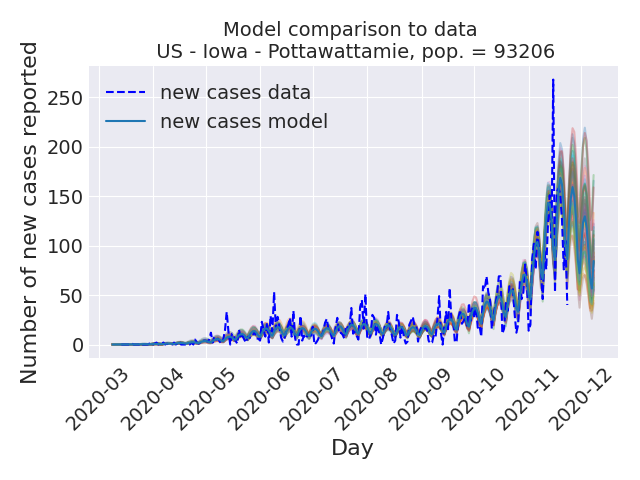 Model comparison to data
US - Iowa - Pottawattamie, pop. = 93206
Number of new cases reported
250
200
150
100
50
0
new cases data
new cases model
2020-03
2020-04
2020-05
2020-06
2020-07
2020-08
2020-09
2020-10
2020-11
2020-12
Day